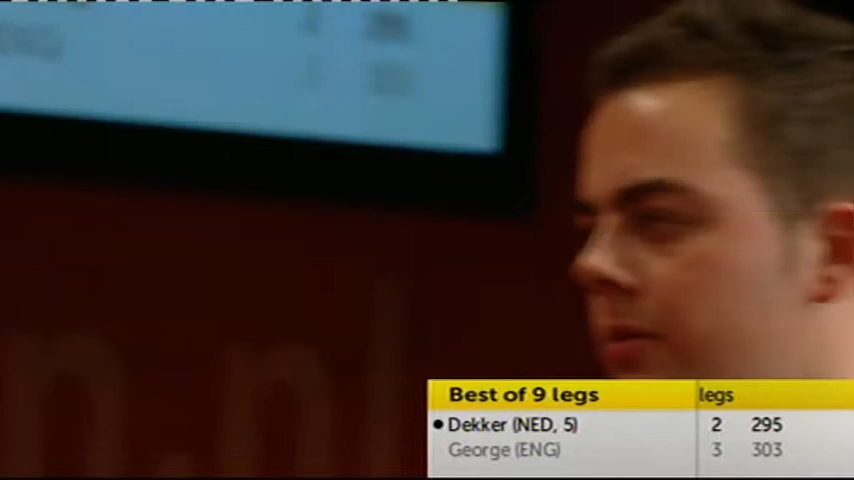 Best of 9 legs legs
Dekker (NED, 5) 2 295
George (ENG) 3 303